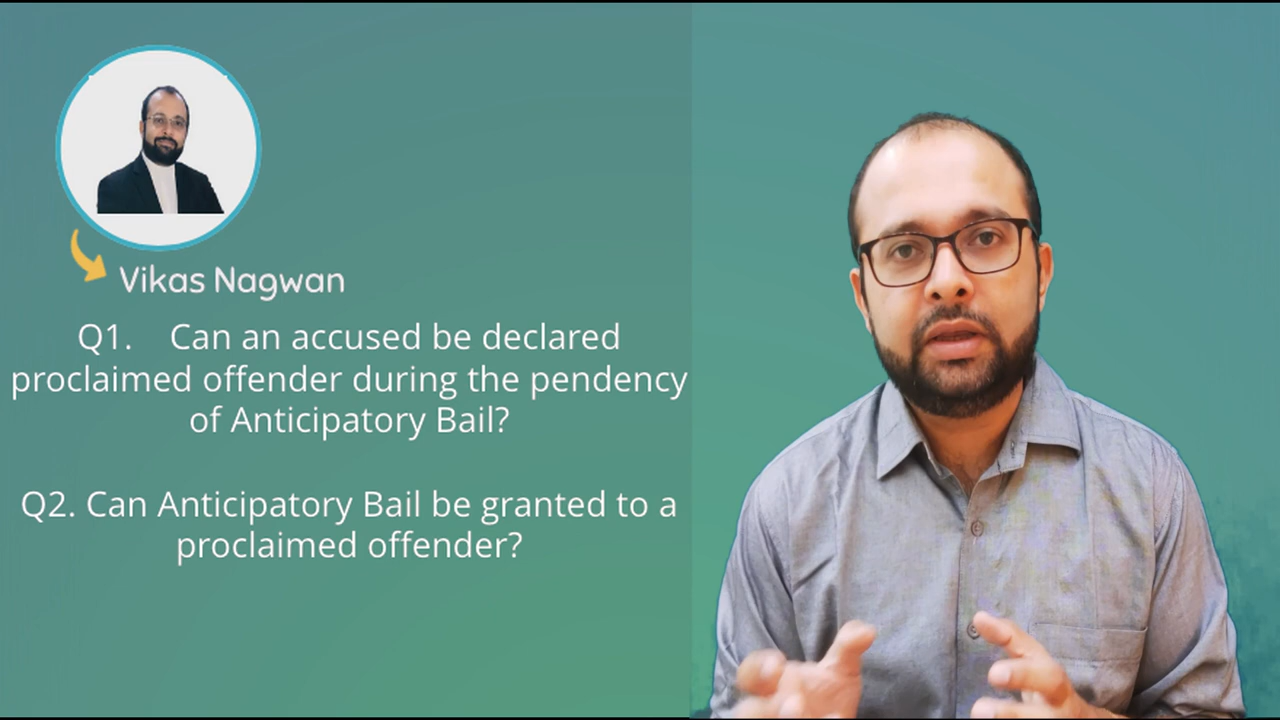 Vikas Nagwan
Q1. Can an accused be declared
proclaimed offender during the pendency
of Anticipatory Bail?
Q2. Can Anticipatory Bail be granted to a
proclaimed offender?